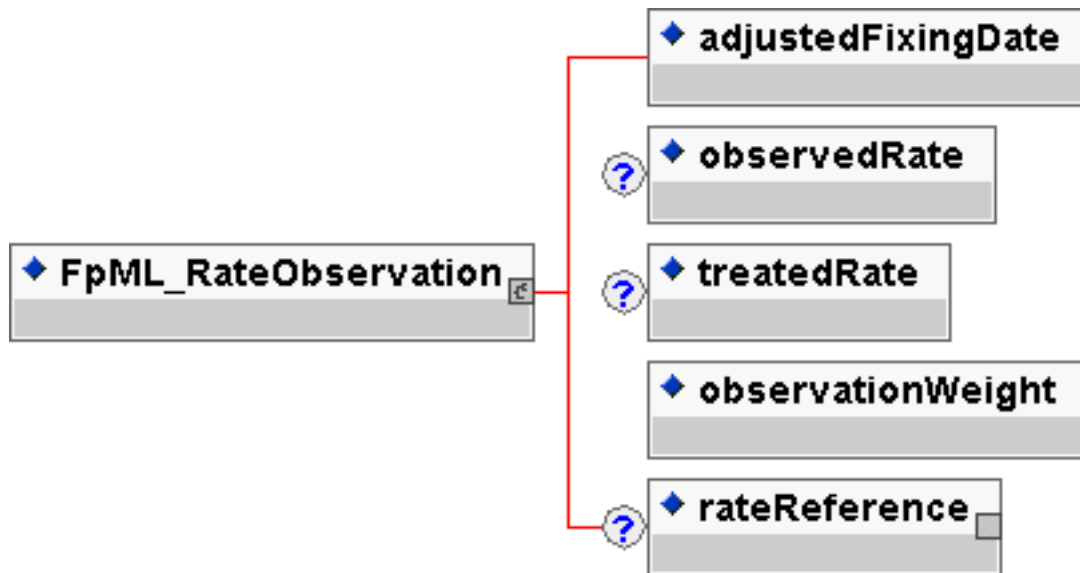 adjustedFixingDate
? observedRate
FpML_RateObservation
? treatedRate
observationWeight
? rateReference